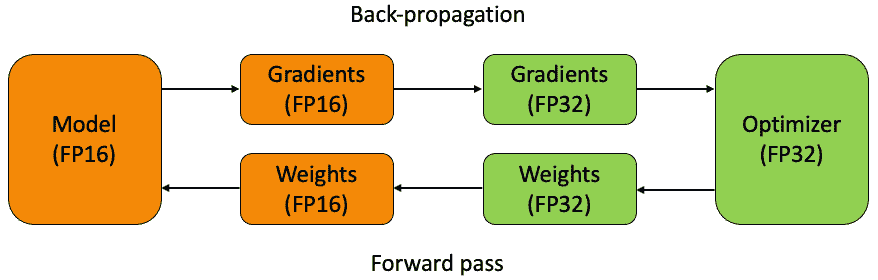 Back-propagation
Model
(FP16)
Gradients
(FP16)
Gradients
(FP32)
Optimizer
(FP32)
Weights
(FP16)
Weights
(FP32)
Forward pass